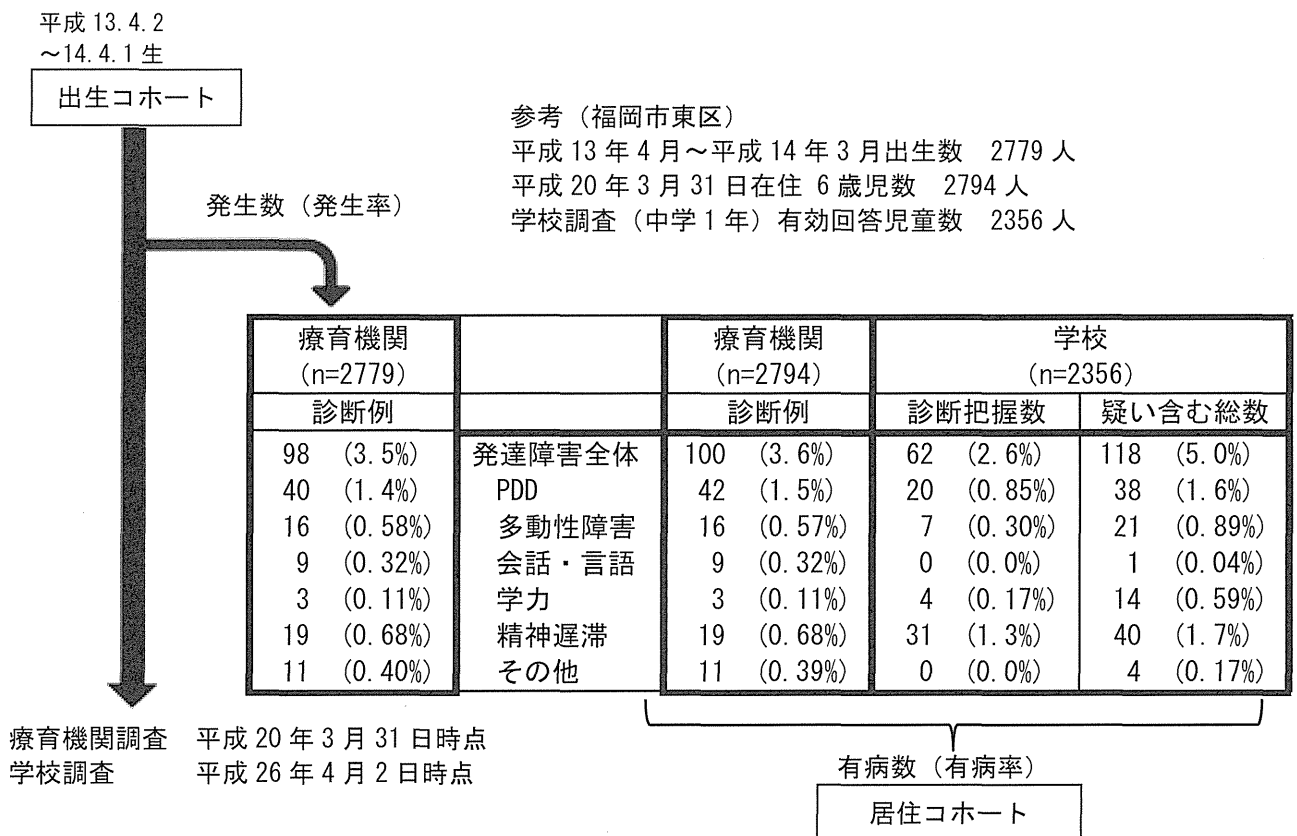 平成 13.4.2
～14.4.1 生
出生コホート
参考（福岡市東区）
平成 13 年 4 月～平成 14 年 3 月出生数 2779 人
平成 20 年 3 月 31 日在住 6 歳児数 2794 人
学校調査（中学 1 年）有効回答児童数 2356 人
発生数（発生率）
療育機関 療育機関 学校
(n=2779) (n=2794) (n=2356)
診断例 診断例 診断把握数 疑い含む総数
98 (3.5%) 発達障害全体 100 (3.6%) 62 (2.6%) 118 (5.0%)
40 (1.4%) PDD 42 (1.5%) 20 (0.85%) 38 (1.6%)
16 (0.58%) 多動性障害 16 (0.57%) 7 (0.30%) 21 (0.89%)
9 (0.32%) 会話・言語 9 (0.32%) 0 (0.0%) 1 (0.04%)
3 (0.11%) 学力 3 (0.11%) 4 (0.17%) 14 (0.59%)
19 (0.68%) 精神遅滞 19 (0.68%) 31 (1.3%) 40 (1.7%)
11 (0.40%) その他 11 (0.39%) 0 (0.0%) 4 (0.17%)
療育機関調査 平成 20 年 3 月 31 日時点
学校調査 平成 26 年 4 月 2 日時点
有病数（有病率）
居住コホート